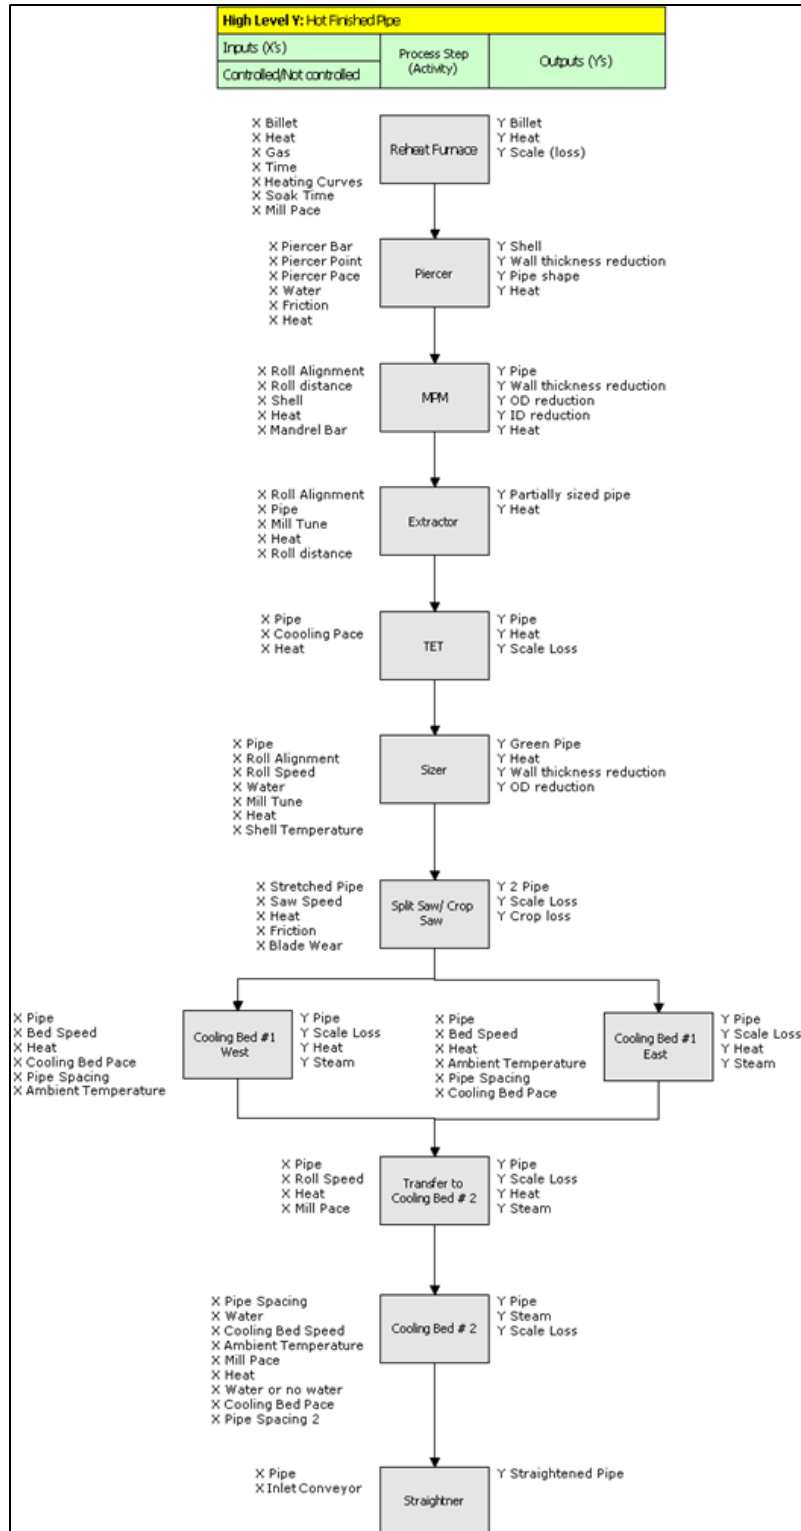 High Level Y: Hot Finished Pipe
Inputs (X's)
Controlled/Not controlled
Process Step
(Activity)
Outputs (Y's)
X Billet
X Heat
X Gas
X Time
X Heating Curves
X Soak Time
X Mill Pace
Reheat Furnace
Y Billet
Y Heat
Y Scale (loss)
X Piercer Bar
X Piercer Point
X Piercer Pace
X Water
X Friction
X Heat
Piercer
Y Shell
Y Wall thickness reduction
Y Pipe shape
Y Heat
X Roll Alignment
X Roll distance
X Shell
X Heat
X Mandrel Bar
MPM
Y Pipe
Y Wall thickness reduction
Y OD reduction
Y ID reduction
Y Heat
X Roll Alignment
X Pipe
X Mill Tune
X Heat
X Roll distance
Extractor
Y Partially sized pipe
Y Heat
X Pipe
X Coooling Pace
X Heat
TET
Y Pipe
Y Heat
Y Scale Loss
X Pipe
X Roll Alignment
X Roll Speed
X Water
X Mill Tune
X Heat
X Shell Temperature
Sizer
Y Green Pipe
Y Heat
Y Wall thickness reduction
Y OD reduction
X Stretched Pipe
X Saw Speed
X Heat
X Friction
X Blade Wear
Split Saw/ Crop
Saw
Y 2 Pipe
Y Scale Loss
Y Crop loss
X Pipe
X Bed Speed
X Heat
X Cooling Bed Pace
X Pipe Spacing
X Ambient Temperature
Cooling Bed #1
West
Y Pipe
Y Scale Loss
Y Heat
Y Steam
X Pipe
X Bed Speed
X Heat
X Ambient Temperature
X Pipe Spacing
X Cooling Bed Pace
Cooling Bed #1
East
Y Pipe
Y Scale Loss
Y Heat
Y Steam
X Pipe
X Roll Speed
X Heat
X Mill Pace
Transfer to
Cooling Bed # 2
Y Pipe
Y Scale Loss
Y Heat
Y Steam
X Pipe Spacing
X Water
X Cooling Bed Speed
X Ambient Temperature
X Mill Pace
X Heat
X Water or no water
X Cooling Bed Pace
X Pipe Spacing 2
Cooling Bed # 2
Y Pipe
Y Steam
Y Scale Loss
X Pipe
X Inlet Conveyor
Straightner
Y Straightened Pipe